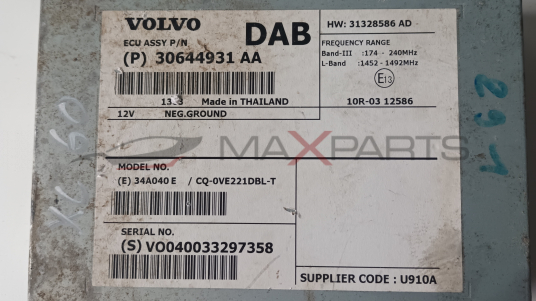 VOLVO
DAB
ECU ASSY P/N
(P) 30644931 AA
Made in THAILAND
12V NEG.GROUND
HW: 31328586 AD
FREQUENCY RANGE
Band-III :174 - 240MHz
L-Band :1452 - 1492MHz
E13
10R-03 12586
MAXPARTS
MODEL NO.
(E) 34A040 E / CQ-0VE221DBL-T
SERIAL NO.
(S) VO040033297358
SUPPLIER CODE : U910A